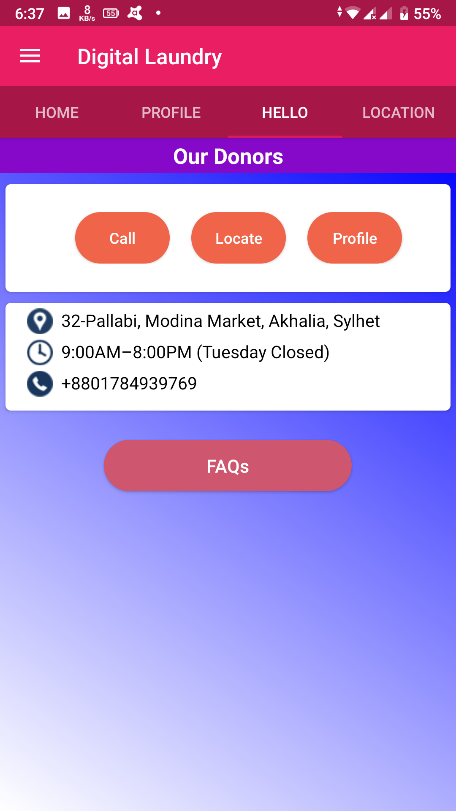 6:37 8 KB/s 55 55%
Digital Laundry
HOME PROFILE HELLO LOCATION
Our Donors
Call Locate Profile
32-Pallabi, Modina Market, Akhalia, Sylhet
9:00AM–8:00PM (Tuesday Closed)
+8801784939769
FAQs